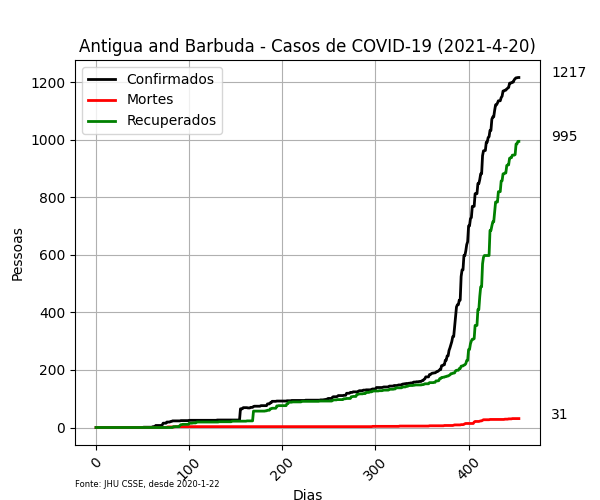 Antigua and Barbuda - Casos de COVID-19 (2021-4-20)
Confirmados
Mortes
Recuperados
1217
995
31
1200
1000
800
600
400
200
0
Pessoas
0
100
200
300
400
Dias
Fonte: JHU CSSE, desde 2020-1-22